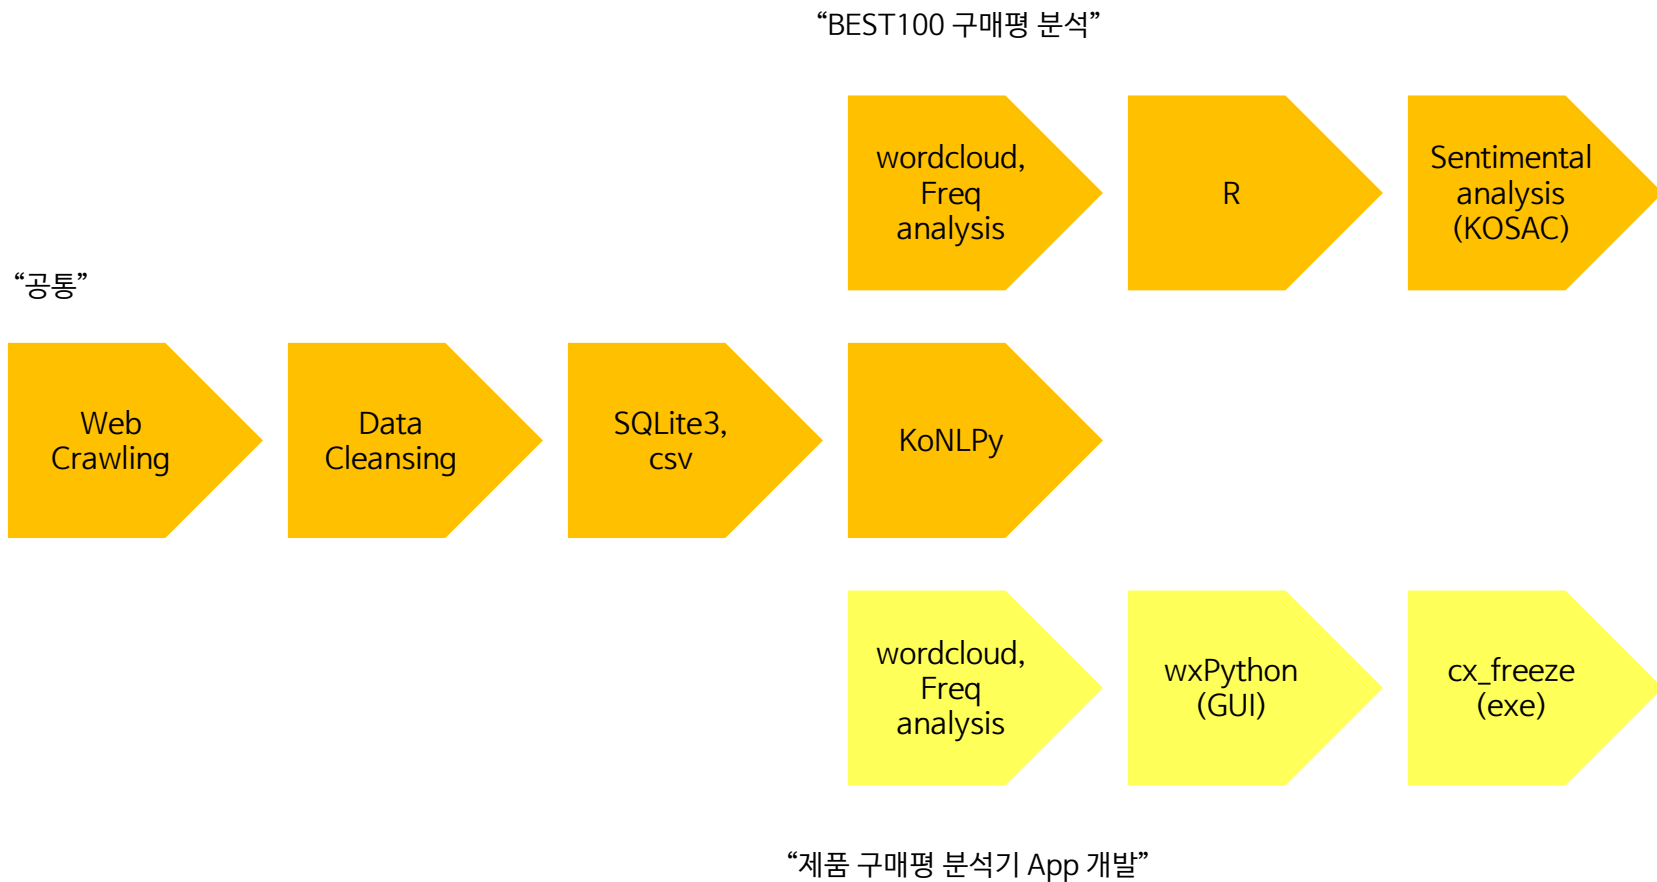 “BEST100 구매평 분석”
wordcloud,
Freq
analysis
R
Sentimental
analysis
(KOSAC)
“공통”
Web
Crawling
Data
Cleansing
SQLite3,
csv
KoNLPy
wordcloud,
Freq
analysis
wxPython
(GUI)
cx_freeze
(exe)
“제품 구매평 분석기 App 개발”